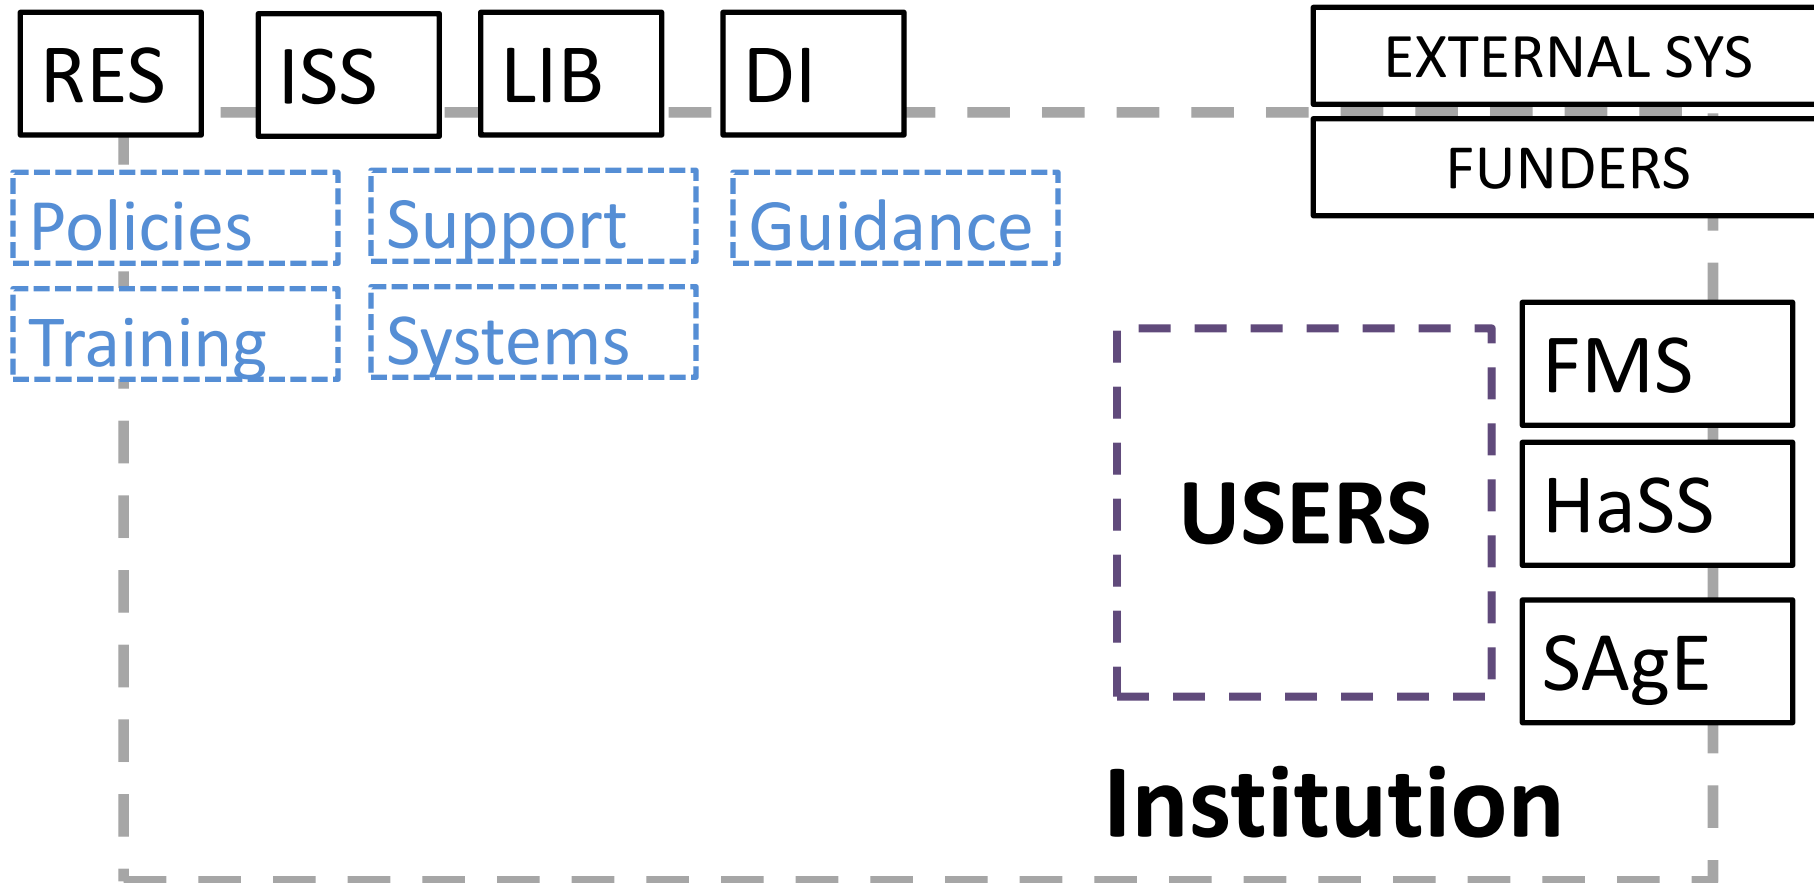 RES
ISS
LIB
DI
EXTERNAL SYS
FUNDERS
Policies
Support
Guidance
Training
Systems
USERS
FMS
HaSS
SAgE
Institution